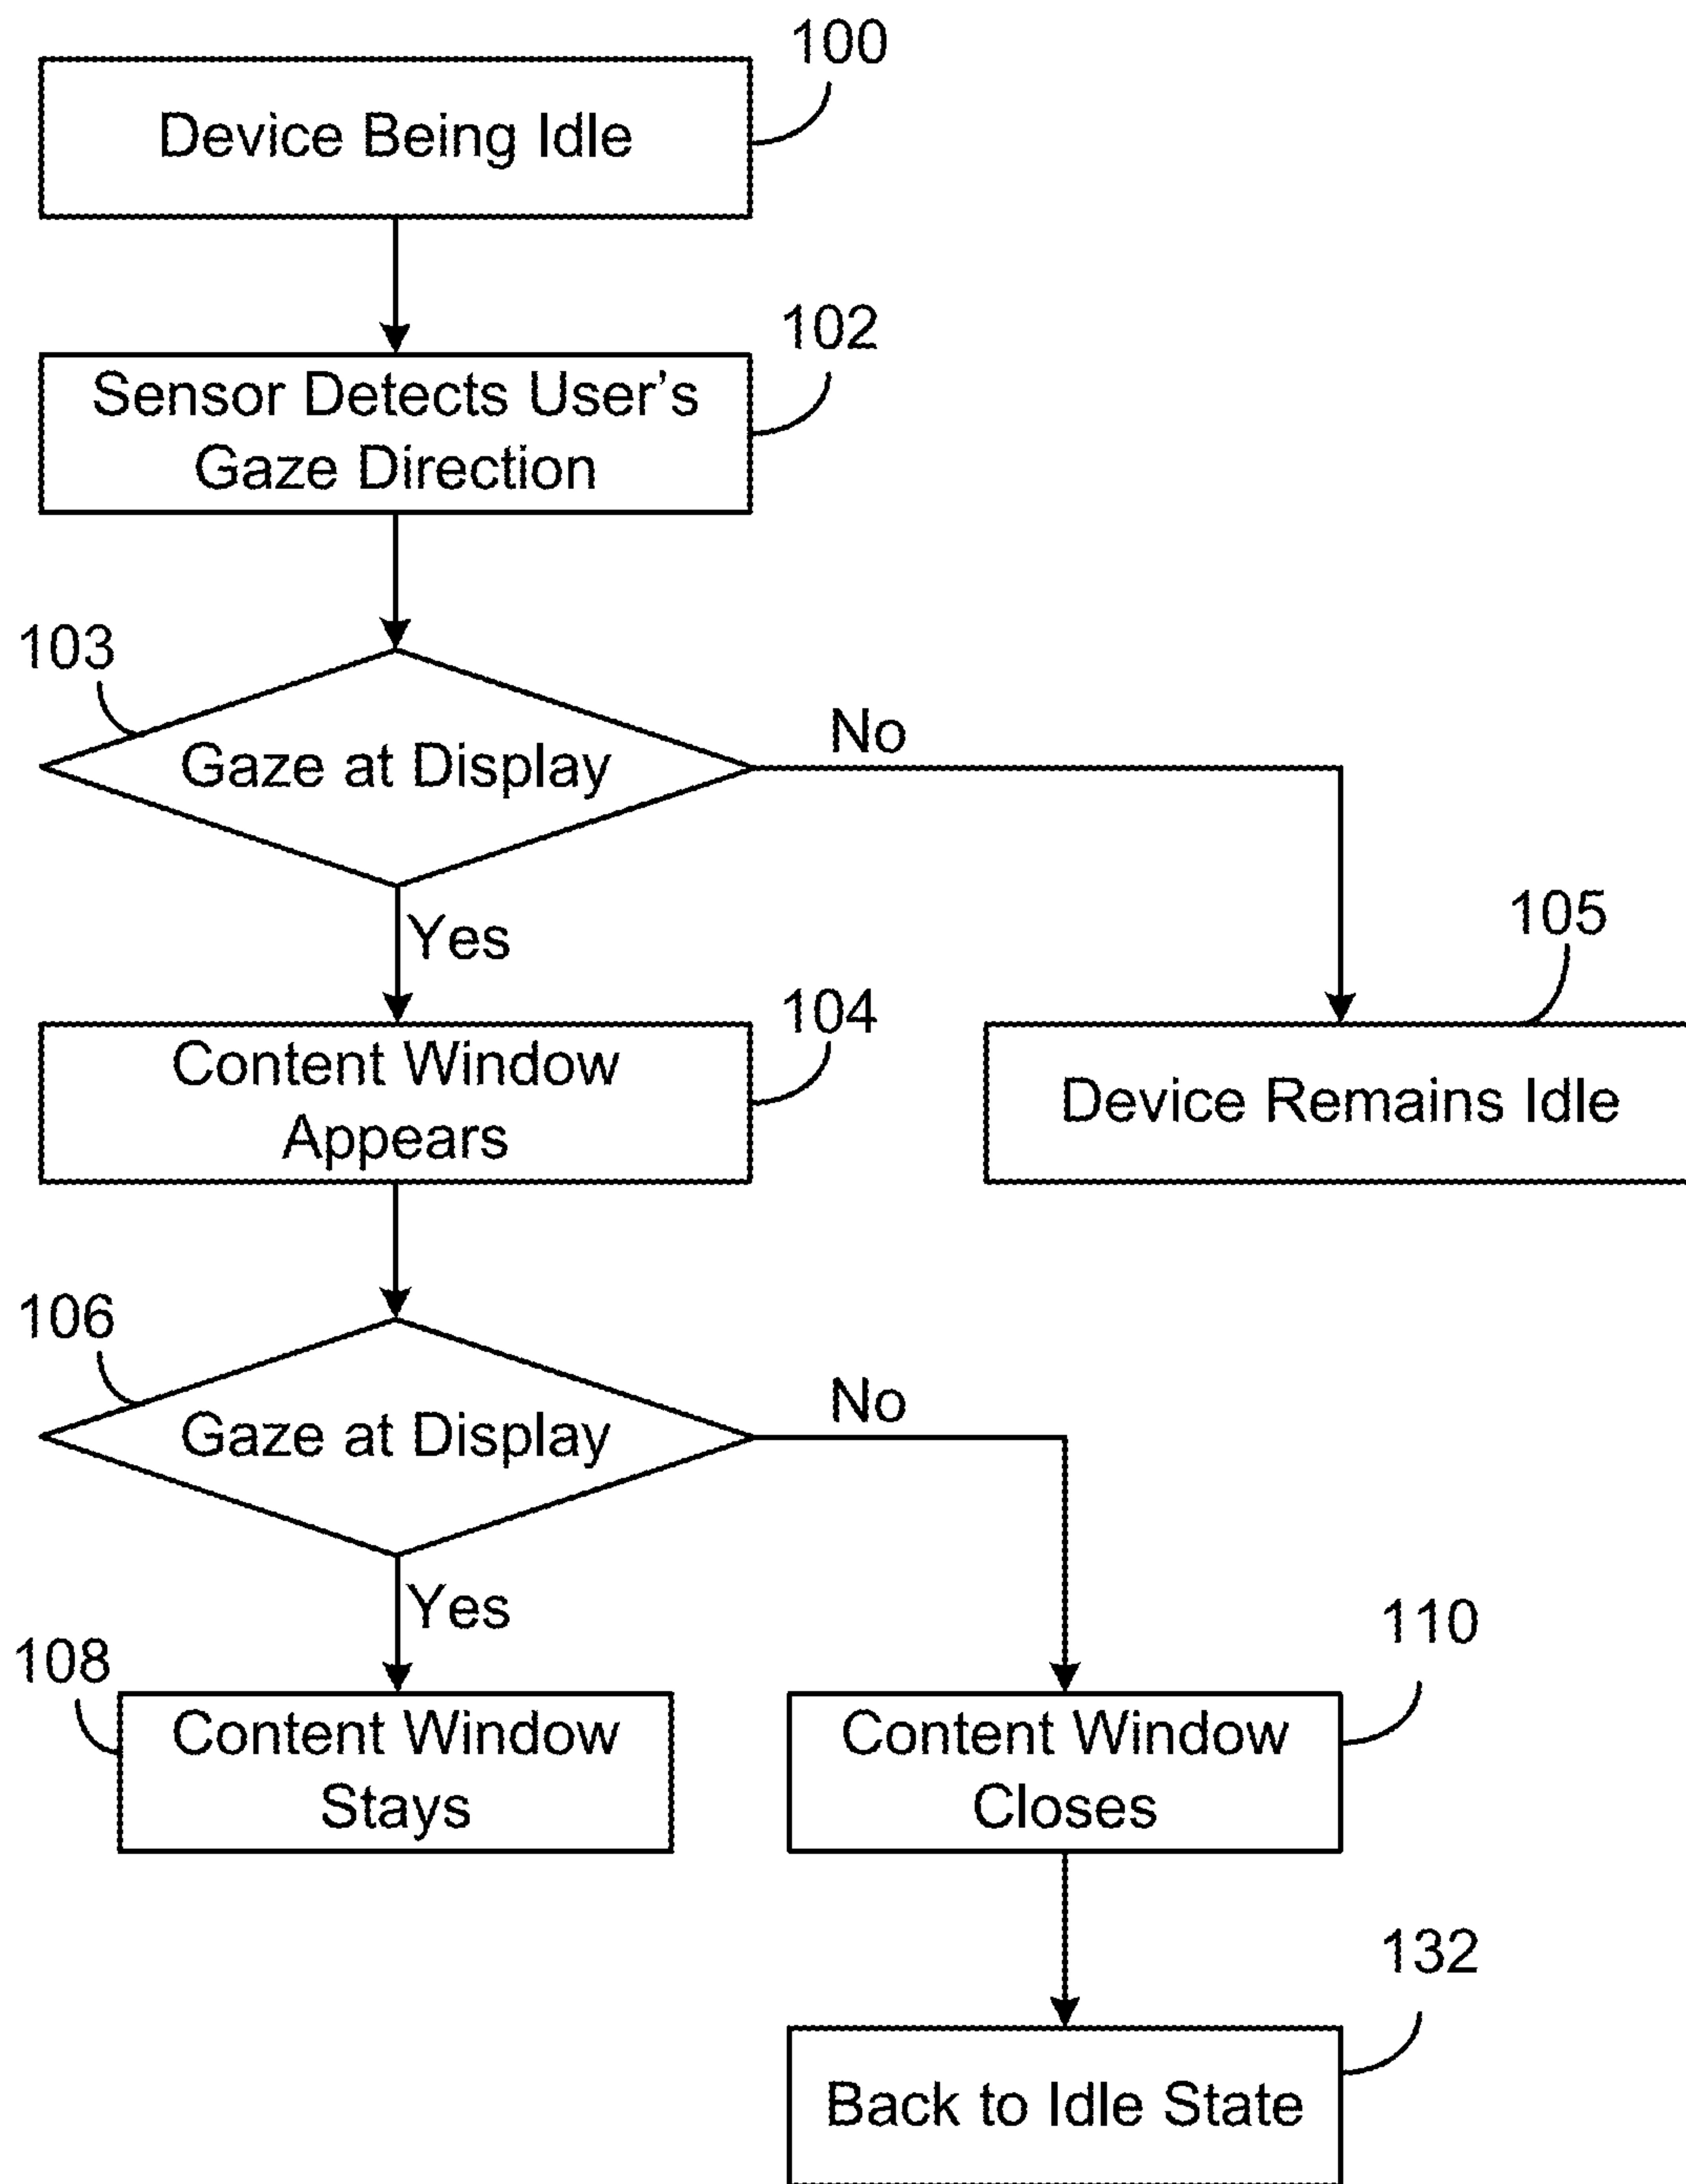 100
Device Being Idle
102
Sensor Detects User's
Gaze Direction
103
Gaze at Display
No
Yes
105
104
Content Window
Appears
Device Remains Idle
106
Gaze at Display
No
Yes
110
108
Content Window
Stays
Content Window
Closes
132
Back to Idle State